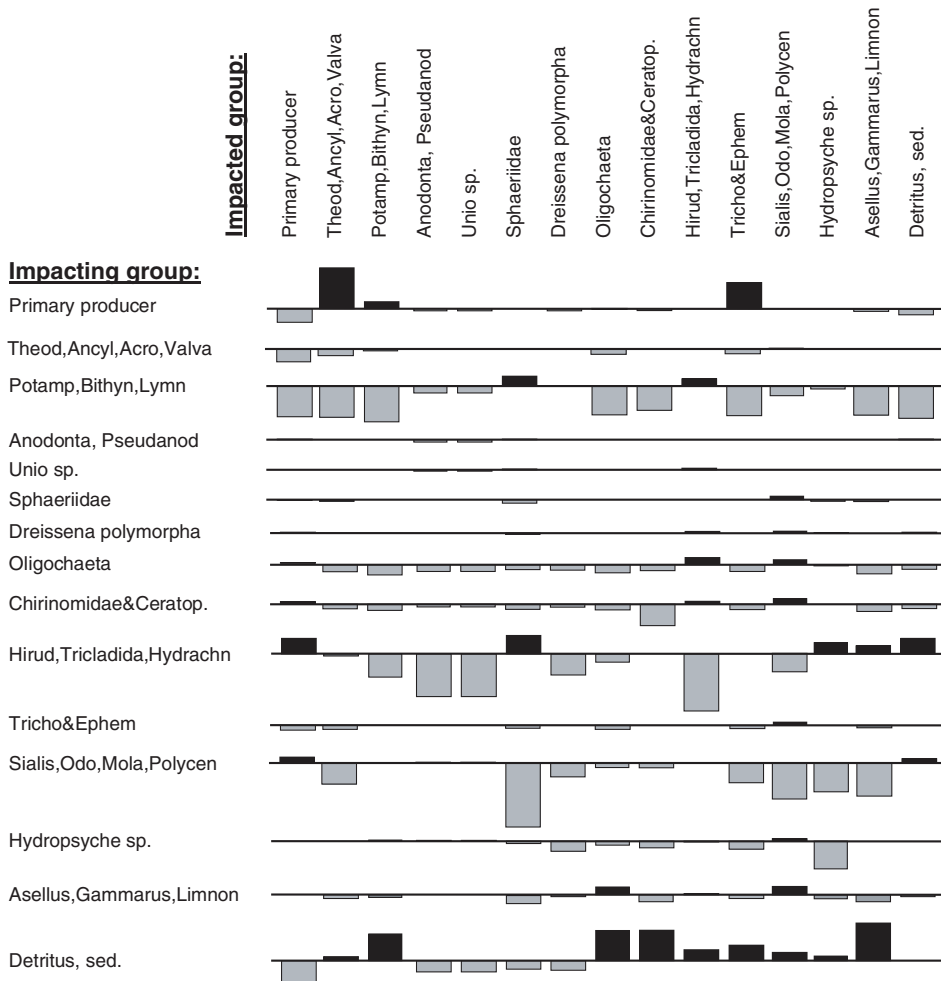 Impacted group:
Primary producer
Theod,Ancyl,Acro,Valva
Potamp,Bithyn,Lymn
Anodonta, Pseudanod
Unio sp.
Sphaeriidae
Dreissena polymorpha
Oligochaeta
Chirinomidae&Ceratop.
Hirud,Tricladida,Hydrachn
Tricho&Ephem
Sialis,Odo,Mola,Polycen
Hydropsyche sp.
Asellus,Gammarus,Limnon
Detritus, sed.
Impacting group:
Primary producer
Theod,Ancyl,Acro,Valva
Potamp,Bithyn,Lymn
Anodonta, Pseudanod
Unio sp.
Sphaeriidae
Dreissena polymorpha
Oligochaeta
Chirinomidae&Ceratop.
Hirud,Tricladida,Hydrachn
Tricho&Ephem
Sialis,Odo,Mola,Polycen
Hydropsyche sp.
Asellus,Gammarus,Limnon
Detritus, sed.